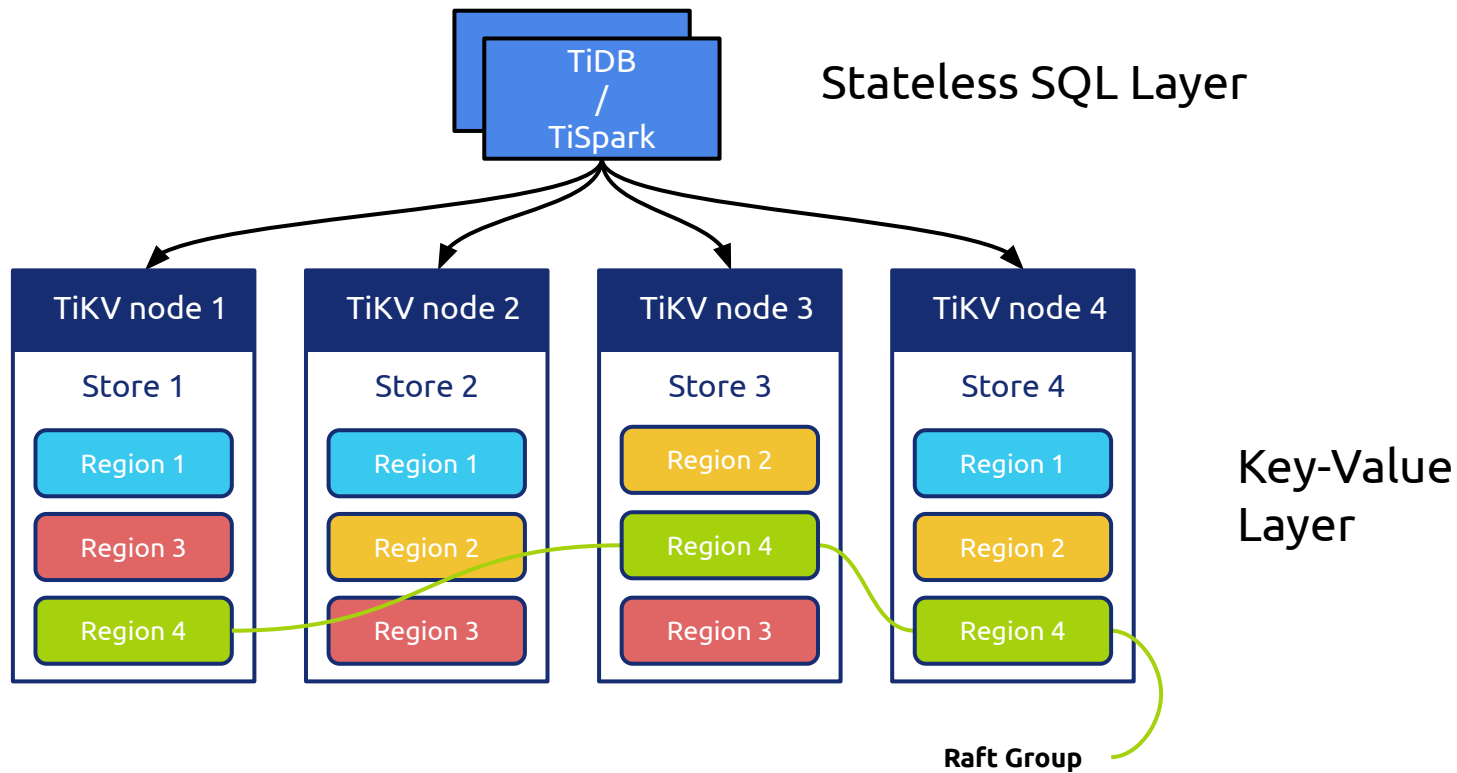 TiDB
/
TiSpark
Stateless SQL Layer
TiKV node 1
Store 1
Region 1
Region 3
Region 4
TiKV node 2
Store 2
Region 1
Region 2
Region 3
TiKV node 3
Store 3
Region 2
Region 4
Region 3
TiKV node 4
Store 4
Region 1
Region 2
Region 4
Key-Value
Layer
Raft Group